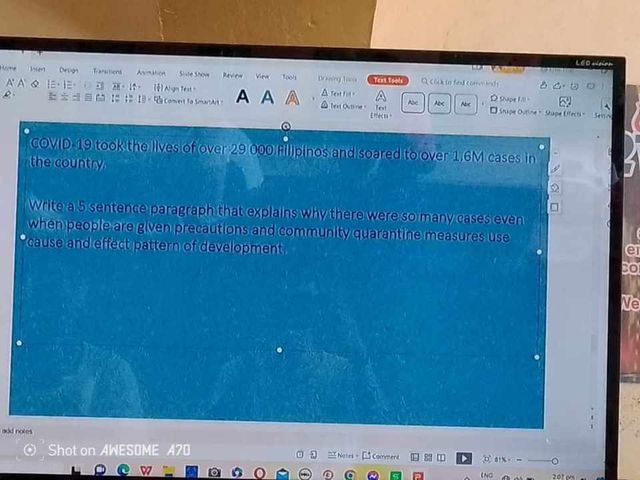 LED vision
Home Insert Design Transitions Animation Slide Show Review View Tools Drawing Tools Text Tools Click to find commands
A A Align Text Text Fill Shape Fill
Convert To SmartArt A A A Text Outline Text Effects Abc Abc Abc Shape Outline Shape Effects
COVID-19 took the lives of over 29 000 Filipinos and soared to over 1,6M cases in
the country.
Write a 5 sentence paragraph that explains why there were so many cases even
when people are given precautions and community quarantine measures use
cause and effect pattern of development.
We
add notes
Shot on AWESOME A70
Notes Comment 81%
ENG 2:07 pm